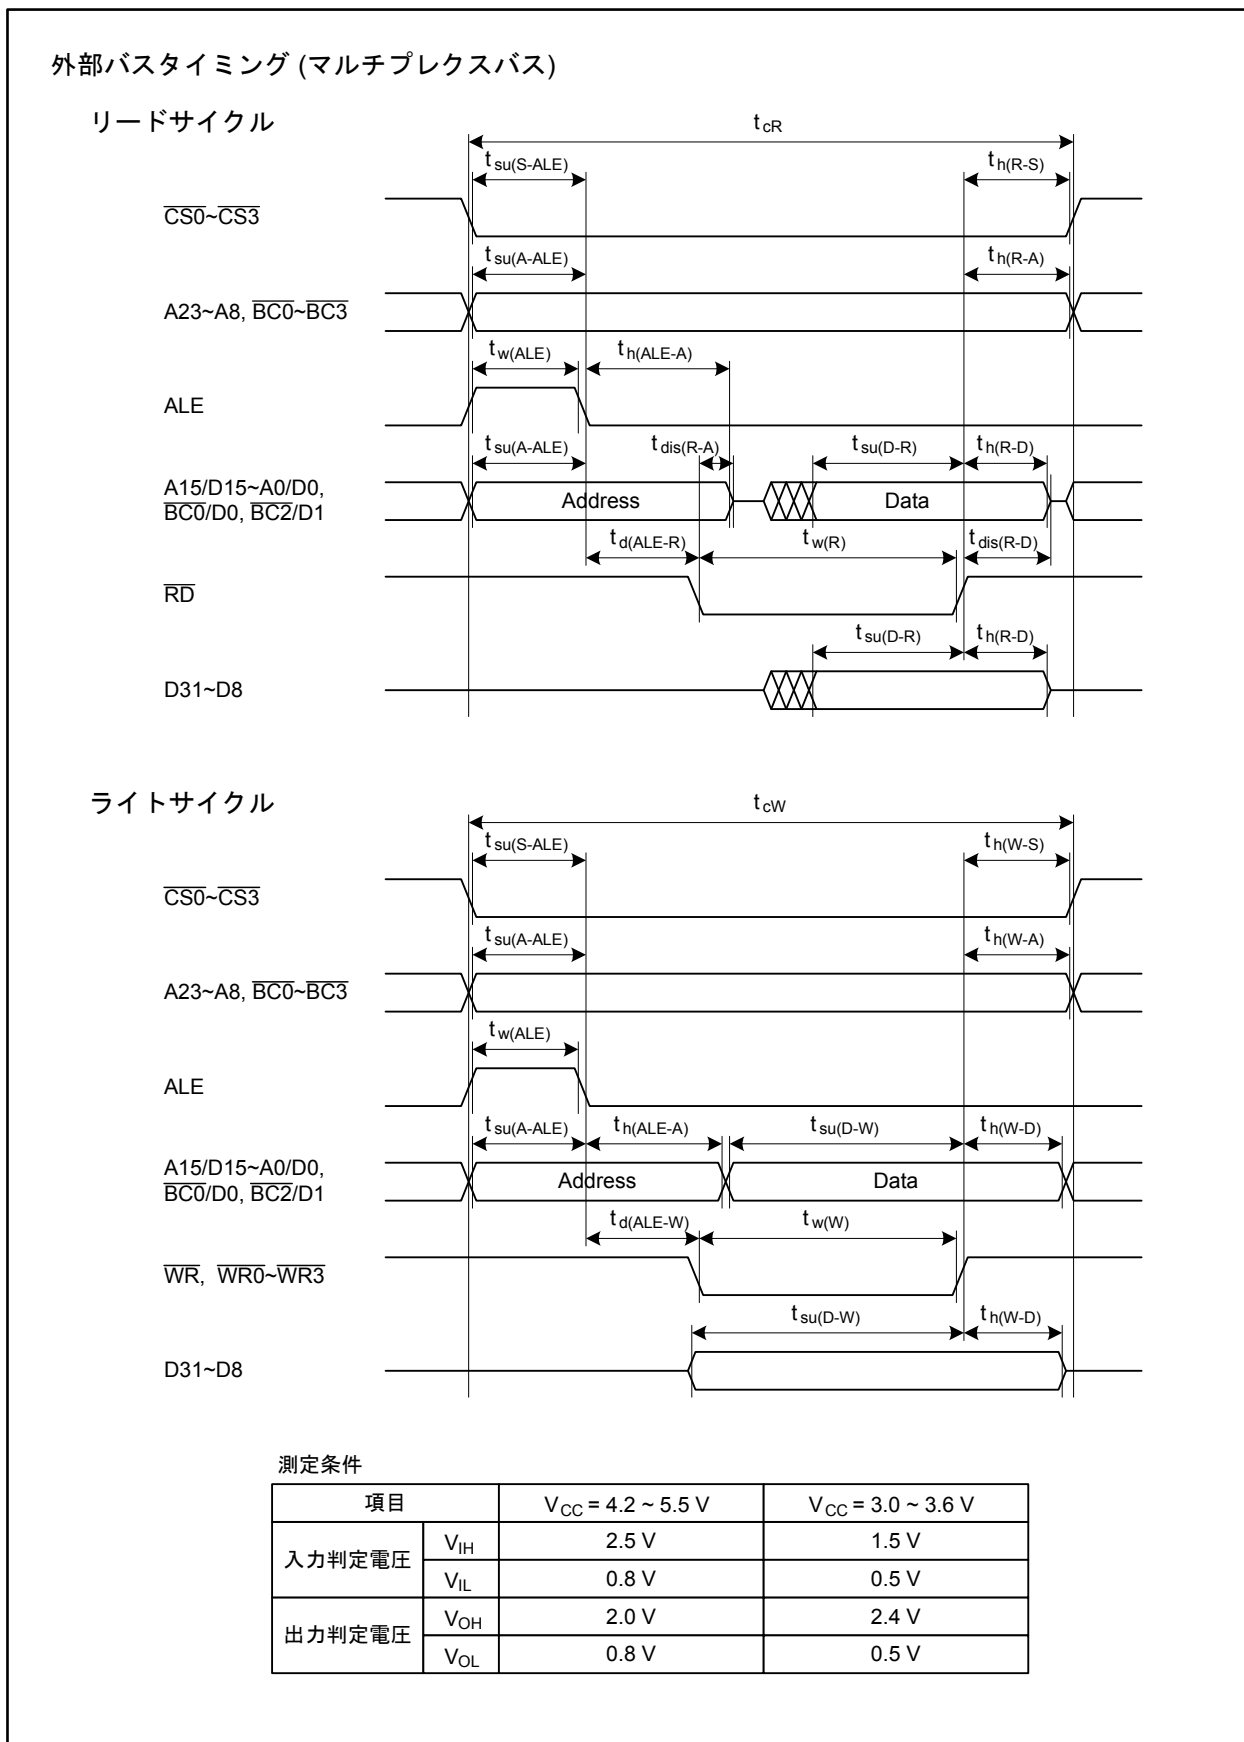 外部バスタイミング (マルチプレクスバス)
リードサイクル
tcR
tsu(S-ALE)
th(R-S)
CS0~CS3
tsu(A-ALE)
th(R-A)
A23~A8, BC0~BC3
tw(ALE)
th(ALE-A)
ALE
tsu(A-ALE)
tdis(R-A)
tsu(D-R)
th(R-D)
A15/D15~A0/D0,
BC0/D0, BC2/D1
Address
Data
td(ALE-R)
tw(R)
tdis(R-D)
RD
tsu(D-R)
th(R-D)
D31~D8
ライトサイクル
tcW
tsu(S-ALE)
th(W-S)
CS0~CS3
tsu(A-ALE)
th(W-A)
A23~A8, BC0~BC3
tw(ALE)
ALE
tsu(A-ALE)
th(ALE-A)
tsu(D-W)
th(W-D)
A15/D15~A0/D0,
BC0/D0, BC2/D1
Address
Data
td(ALE-W)
tw(W)
WR, WR0~WR3
tsu(D-W)
th(W-D)
D31~D8
測定条件
項目 VCC = 4.2 ~ 5.5 V VCC = 3.0 ~ 3.6 V
入力判定電圧 VIH 2.5 V 1.5 V
VIL 0.8 V 0.5 V
出力判定電圧 VOH 2.0 V 2.4 V
VOL 0.8 V 0.5 V